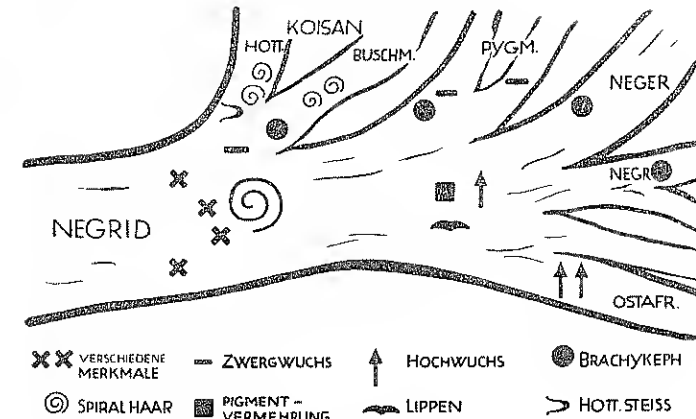 KOISAN
HOTT.
BUSCHM.
PYGM.
NEGER
NEGR
NEGRID
OSTAFR.
VERSCHIEDENE
MERKMALE
ZWERGWUCHS
HOCHWUCHS
BRACHYKEPH
SPIRALHAAR
PIGMENT-
VERMEHRUNG
LIPPEN
HOTT. STEISS